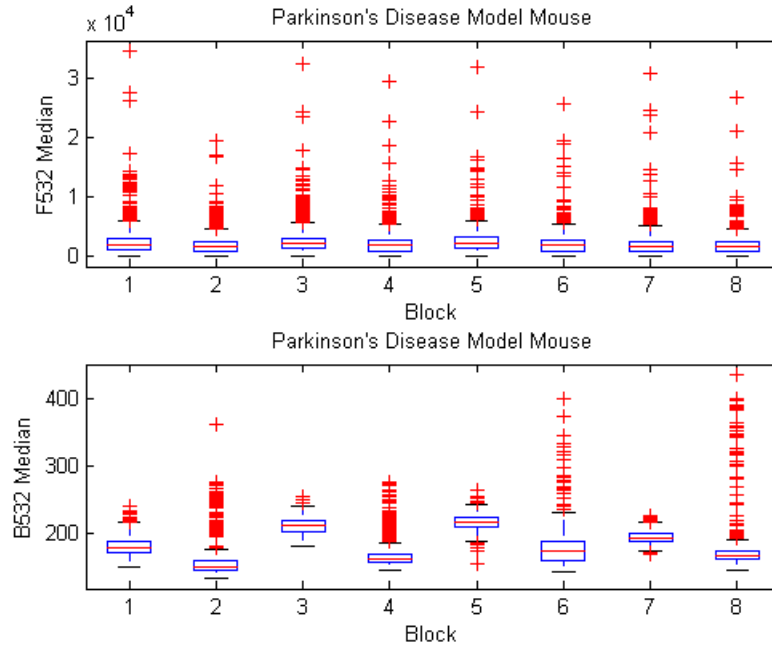 Parkinson's Disease Model Mouse
x 10^4
3
2
1
0
F532 Median
1 2 3 4 5 6 7 8
Block
Parkinson's Disease Model Mouse
400
300
200
B532 Median
1 2 3 4 5 6 7 8
Block